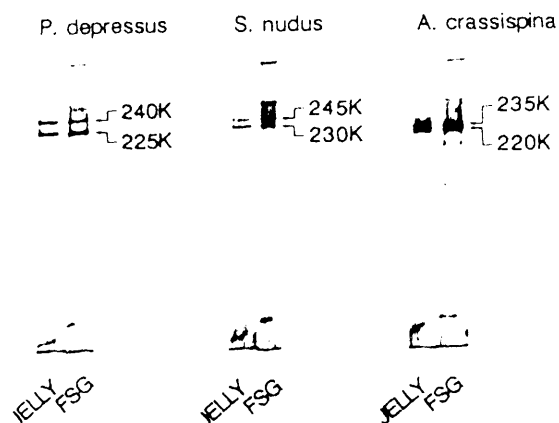 P. depressus S. nudus A. crassispina
240K 245K 235K
225K 230K 220K
JELLY FSG JELLY FSG JELLY FSG